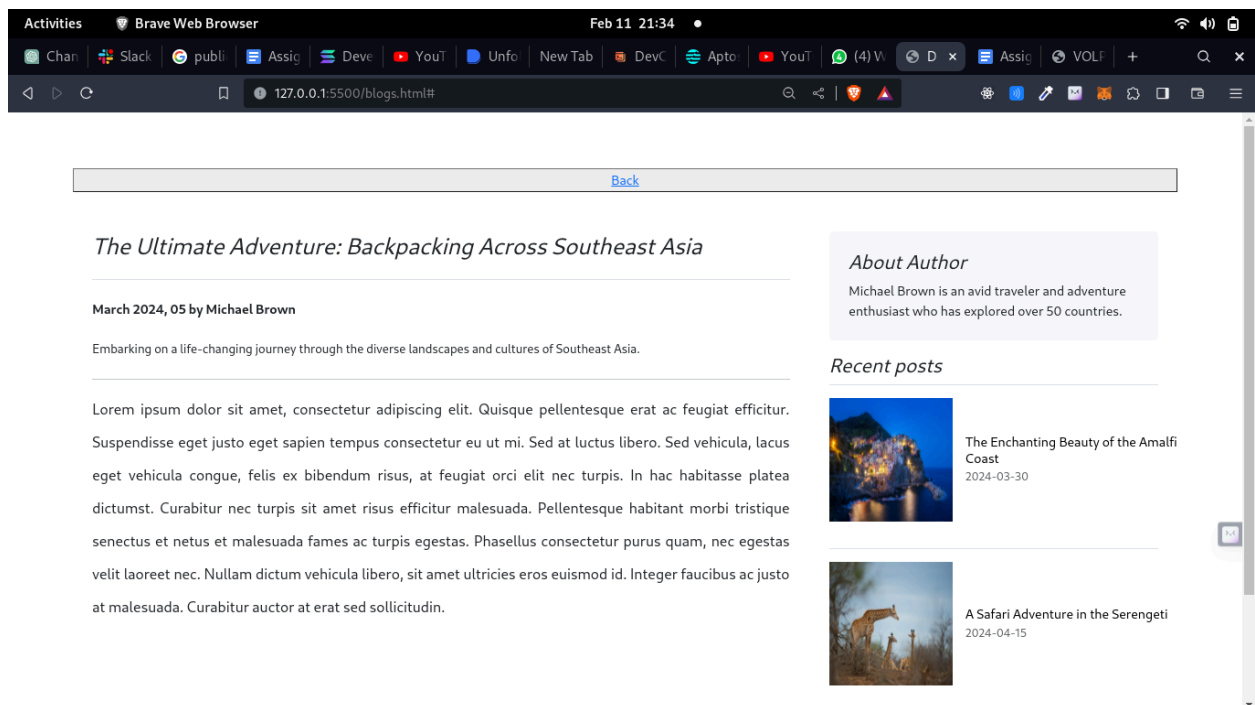 Activities
Brave Web Browser
Feb 11 21:34
Chan
Slack
publi
Assig
Deve
YouT
Unfo
New Tab
DevC
Apto
YouT
(4) W
D
Assig
VOLF
127.0.0.1:5500/blogs.html#
Back
The Ultimate Adventure: Backpacking Across Southeast Asia
March 2024, 05 by Michael Brown
Embarking on a life-changing journey through the diverse landscapes and cultures of Southeast Asia.
Lorem ipsum dolor sit amet, consectetur adipiscing elit. Quisque pellentesque erat ac feugiat efficitur.
Suspendisse eget justo eget sapien tempus consectetur eu ut mi. Sed at luctus libero. Sed vehicula, lacus
eget vehicula congue, felis ex bibendum risus, at feugiat orci elit nec turpis. In hac habitasse platea
dictumst. Curabitur nec turpis sit amet risus efficitur malesuada. Pellentesque habitant morbi tristique
senectus et netus et malesuada fames ac turpis egestas. Phasellus consectetur purus quam, nec egestas
velit laoreet nec. Nullam dictum vehicula libero, sit amet ultricies eros euismod id. Integer faucibus ac justo
at malesuada. Curabitur auctor at erat sed sollicitudin.
About Author
Michael Brown is an avid traveler and adventure
enthusiast who has explored over 50 countries.
Recent posts
The Enchanting Beauty of the Amalfi
Coast
2024-03-30
A Safari Adventure in the Serengeti
2024-04-15